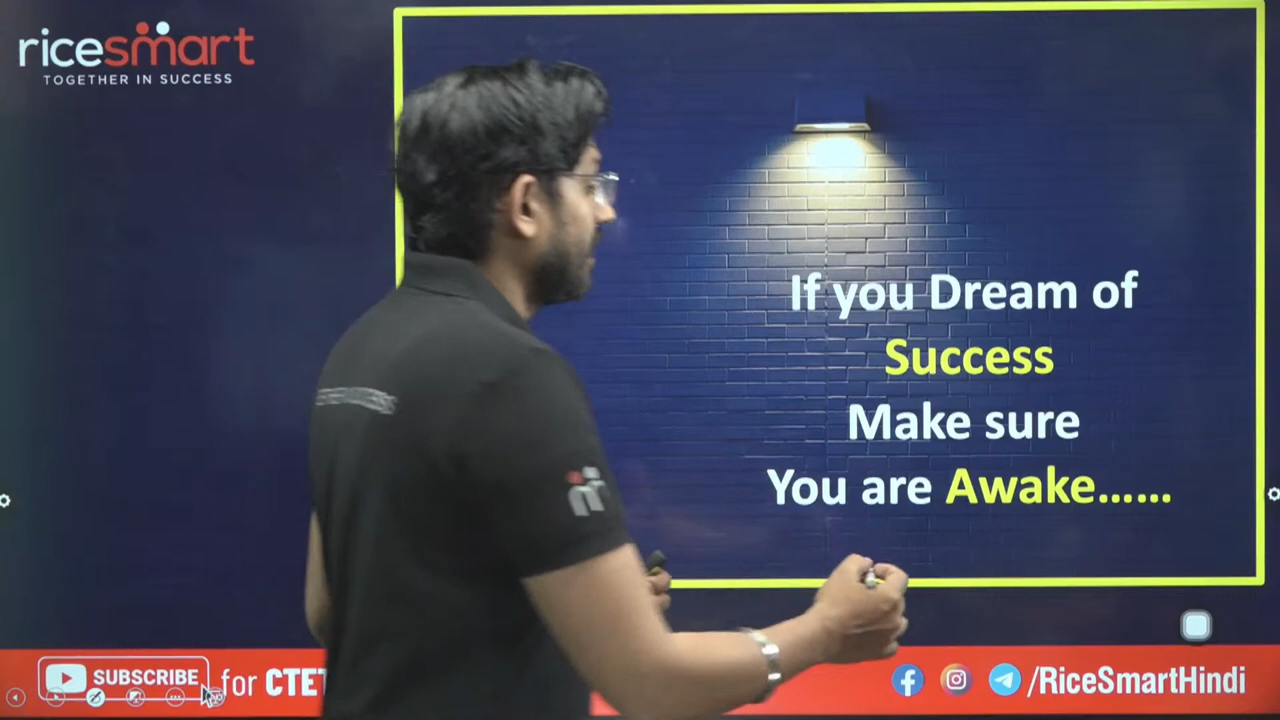 ricesmart
TOGETHER IN SUCCESS
If you Dream of
Success
Make sure
You are Awake......
SUBSCRIBE for CTET
/RiceSmartHindi